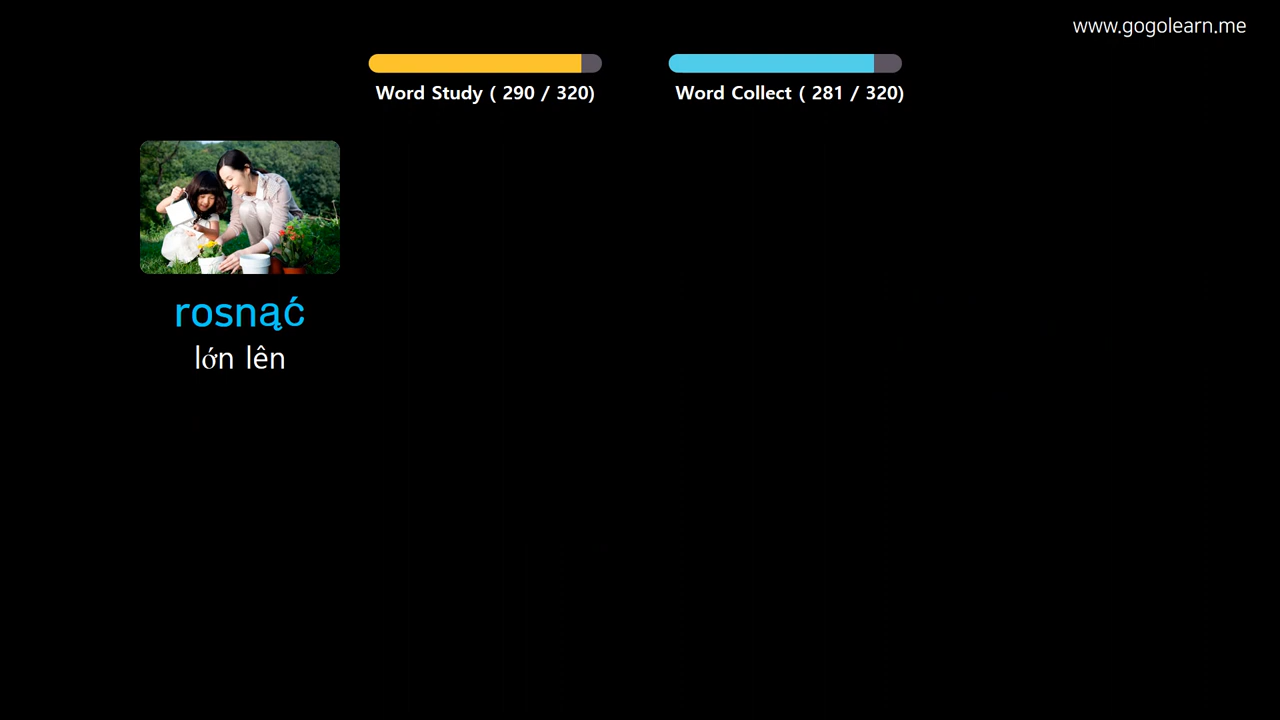 www.gogolearn.me
Word Study ( 290 / 320)
Word Collect ( 281 / 320)
rosnąć
lớn lên